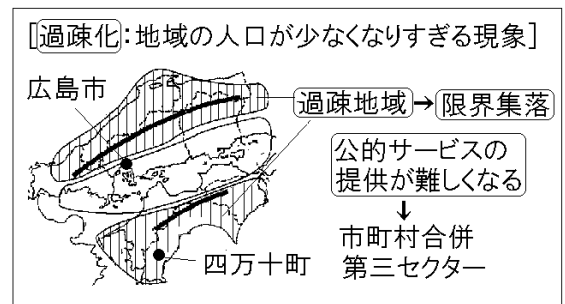 [過疎化:地域の人口が少なくなりすぎる現象]
広島市
過疎地域→限界集落
公的サービスの
提供が難しくなる
↓
市町村合併
第三セクター
四万十町